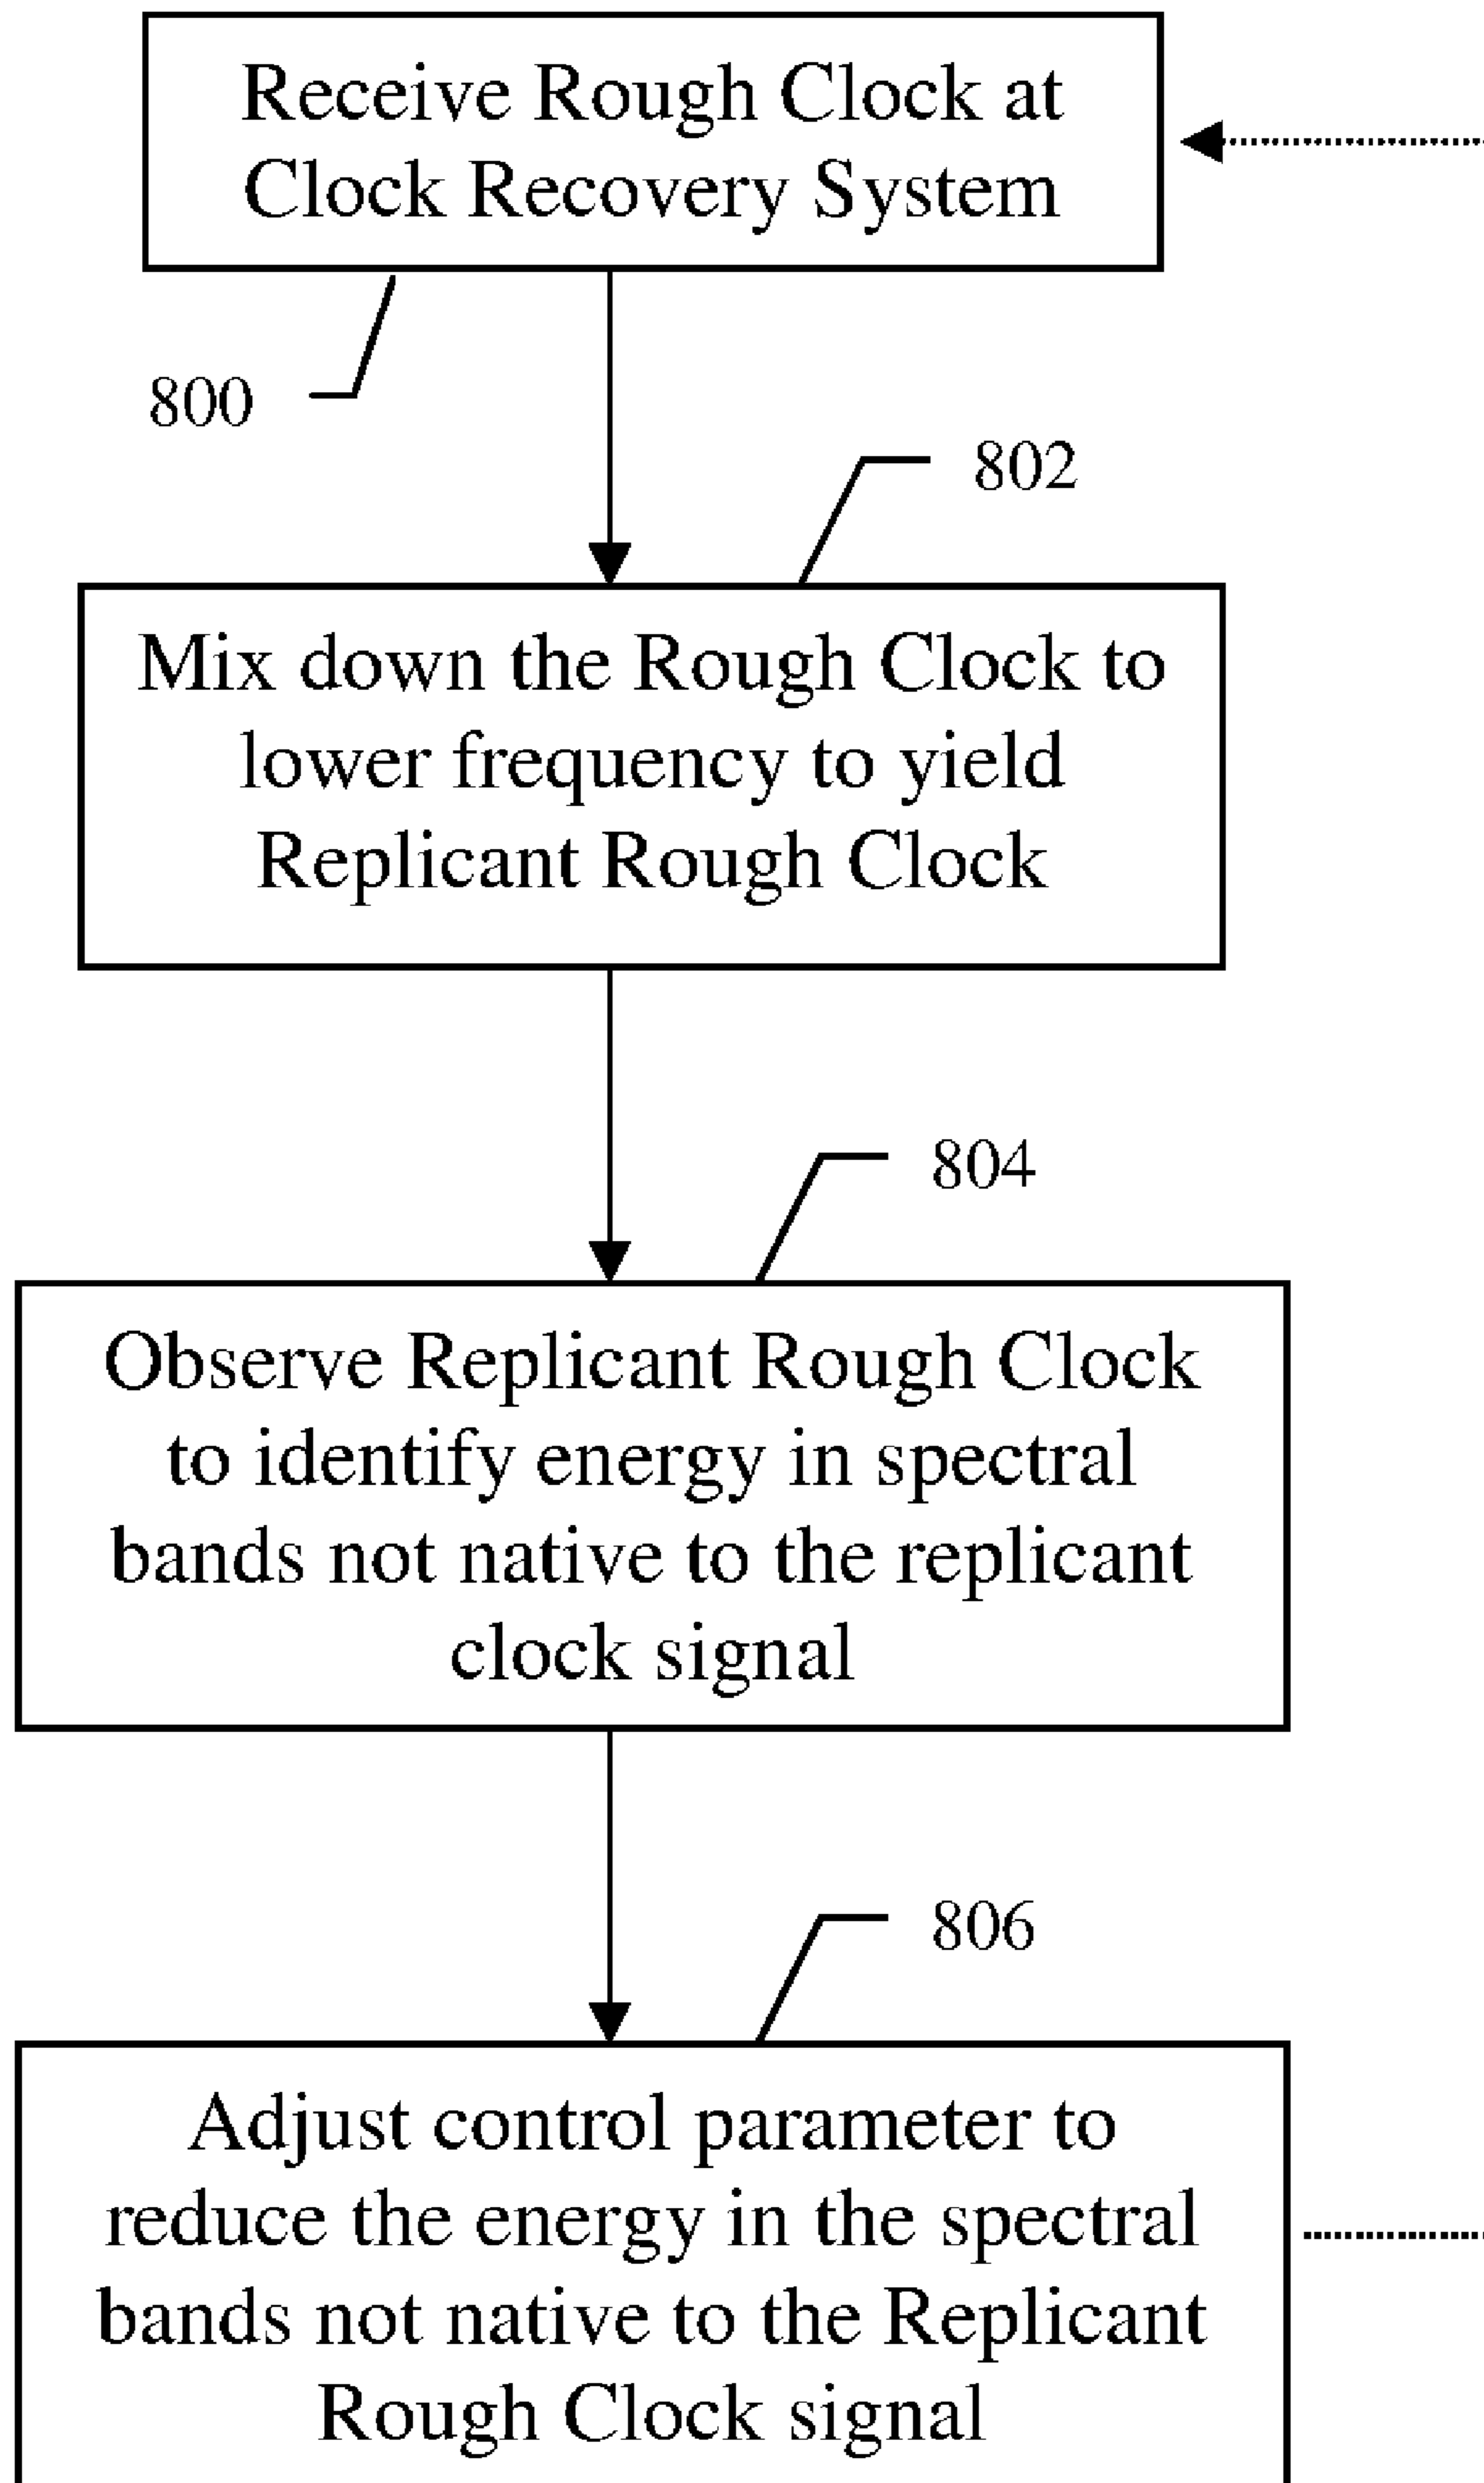 Receive Rough Clock at
Clock Recovery System
800
802
Mix down the Rough Clock to
lower frequency to yield
Replicant Rough Clock
804
Observe Replicant Rough Clock
to identify energy in spectral
bands not native to the replicant
clock signal
806
Adjust control parameter to
reduce the energy in the spectral
bands not native to the Replicant
Rough Clock signal